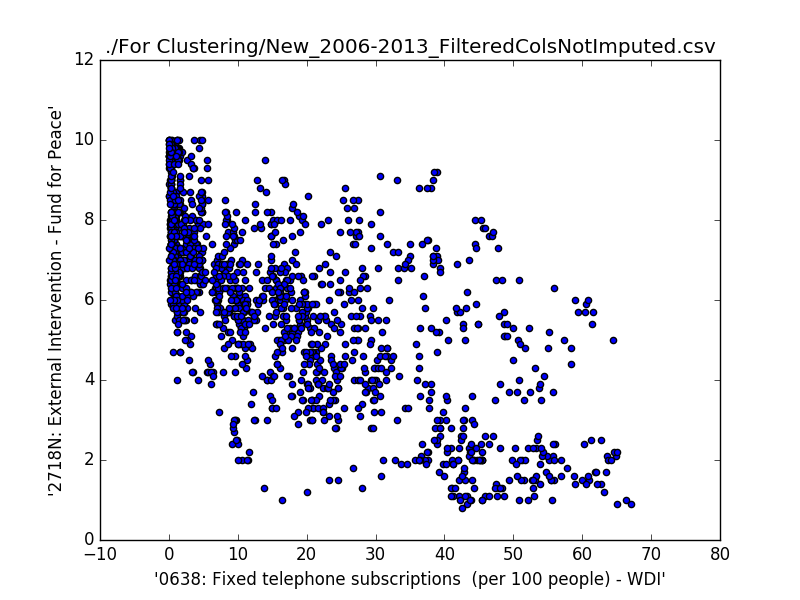 ./For Clustering/New_2006-2013_FilteredColsNotImputed.csv
12
10
8
6
4
2
0
'2718N: External Intervention - Fund for Peace'
−10 0 10 20 30 40 50 60 70 80
'0638: Fixed telephone subscriptions  (per 100 people) - WDI'